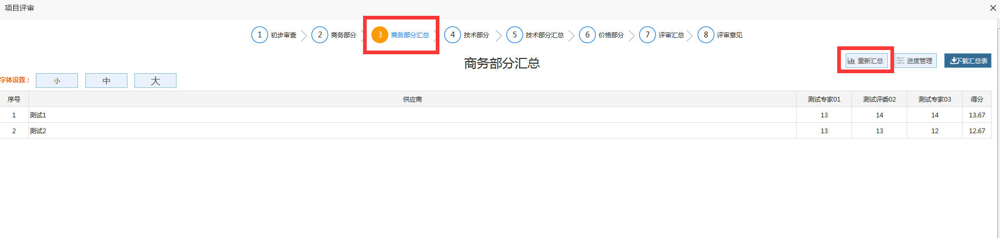 项目评审
1 初步审查 2 商务部分 3 商务部分汇总 4 技术部分 5 技术部分汇总 6 价格部分 7 评审汇总 8 评审意见
商务部分汇总
重新汇总 进度管理 下载汇总表
字体设置： 小 中 大
序号 供应商 测试专家01 测试评委02 测试专家03 得分
1 测试1 13 14 14 13.67
2 测试2 13 13 12 12.67